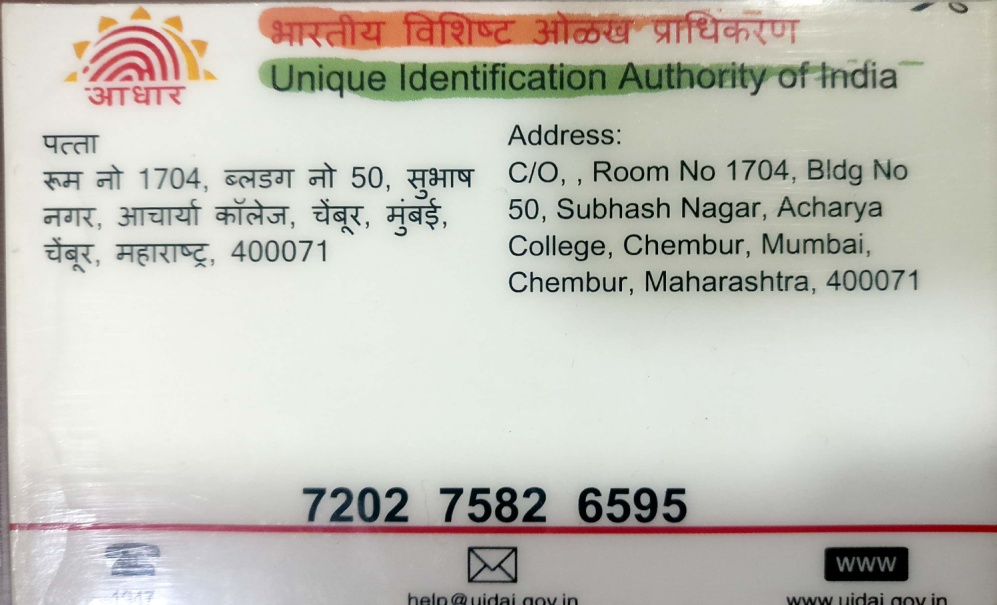 आधार
भारतीय विशिष्ट ओळख प्राधिकरण
Unique Identification Authority of India
पत्ता
रूम नो 1704, ब्लडग नो 50, सुभाष
नगर, आचार्या कॉलेज, चेंबूर, मुंबई,
चेंबूर, महाराष्ट्र, 400071
Address:
C/O, , Room No 1704, Bldg No
50, Subhash Nagar, Acharya
College, Chembur, Mumbai,
Chembur, Maharashtra, 400071
7202 7582 6595
1947
help@uidai.gov.in
WWW
www.uidai.gov.in